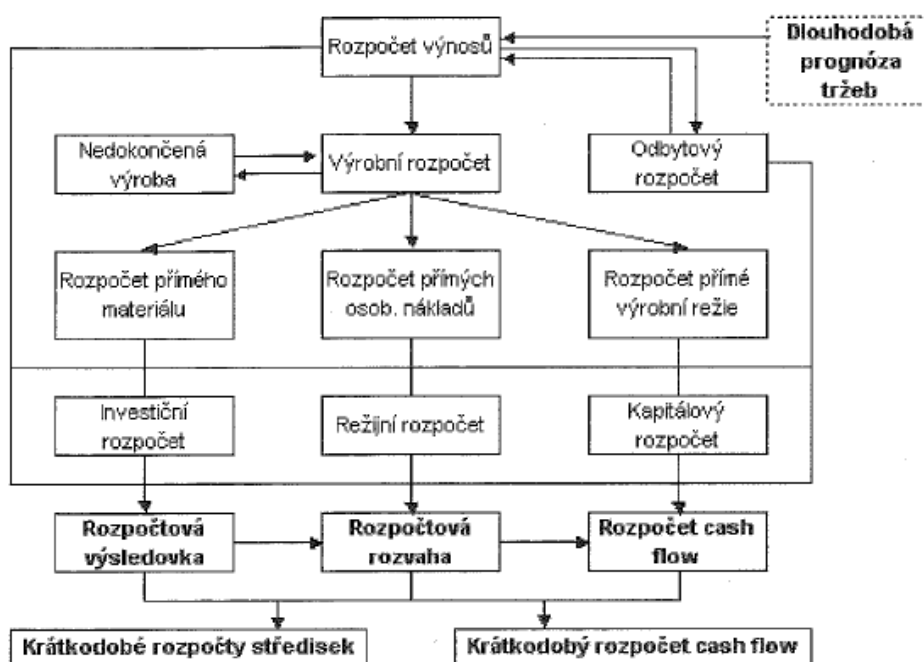 Rozpočet výnosů
Dlouhodobá
prognóza
tržeb
Nedokončená
výroba
Výrobní rozpočet
Odbytový
rozpočet
Rozpočet přímého
materiálu
Rozpočet přímých
osob. nákladů
Rozpočet přímé
výrobní režie
Investiční
rozpočet
Režijní rozpočet
Kapitálový
rozpočet
Rozpočtová
výsledovka
Rozpočtová
rozvaha
Rozpočet cash
flow
Krátkodobé rozpočty středisek
Krátkodobý rozpočet cash flow